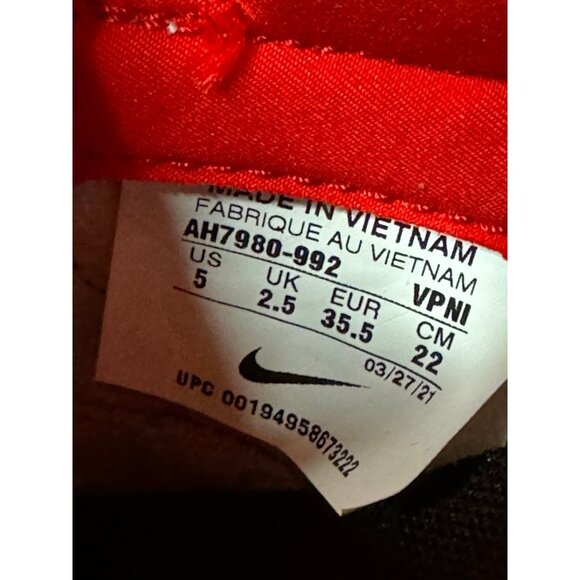 MADE IN VIETNAM
FABRIQUE AU VIETNAM
AH7980-992 VPNI
US UK EUR CM
5 2.5 35.5 22
03/27/21
UPC 00194958673222